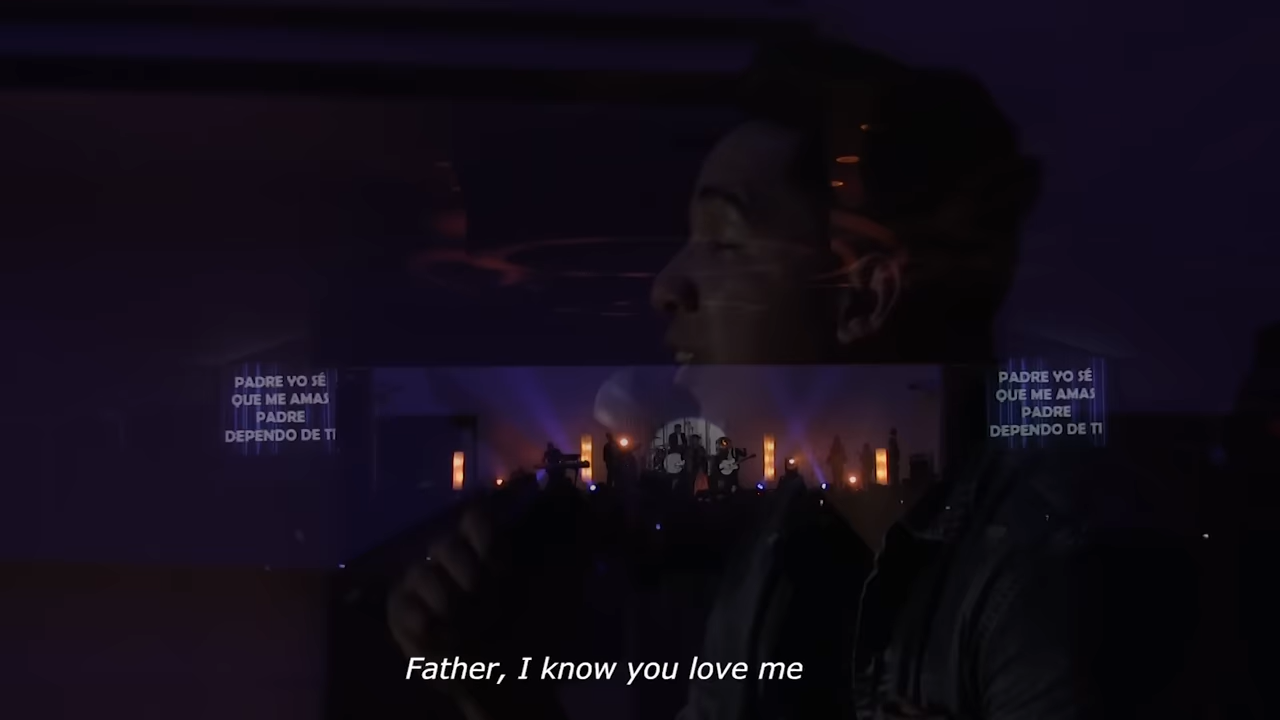 PADRE YO SÉ
QUE ME AMAS
PADRE
DEPENDO DE TI
PADRE YO SÉ
QUE ME AMAS
PADRE
DEPENDO DE TI
Father, I know you love me